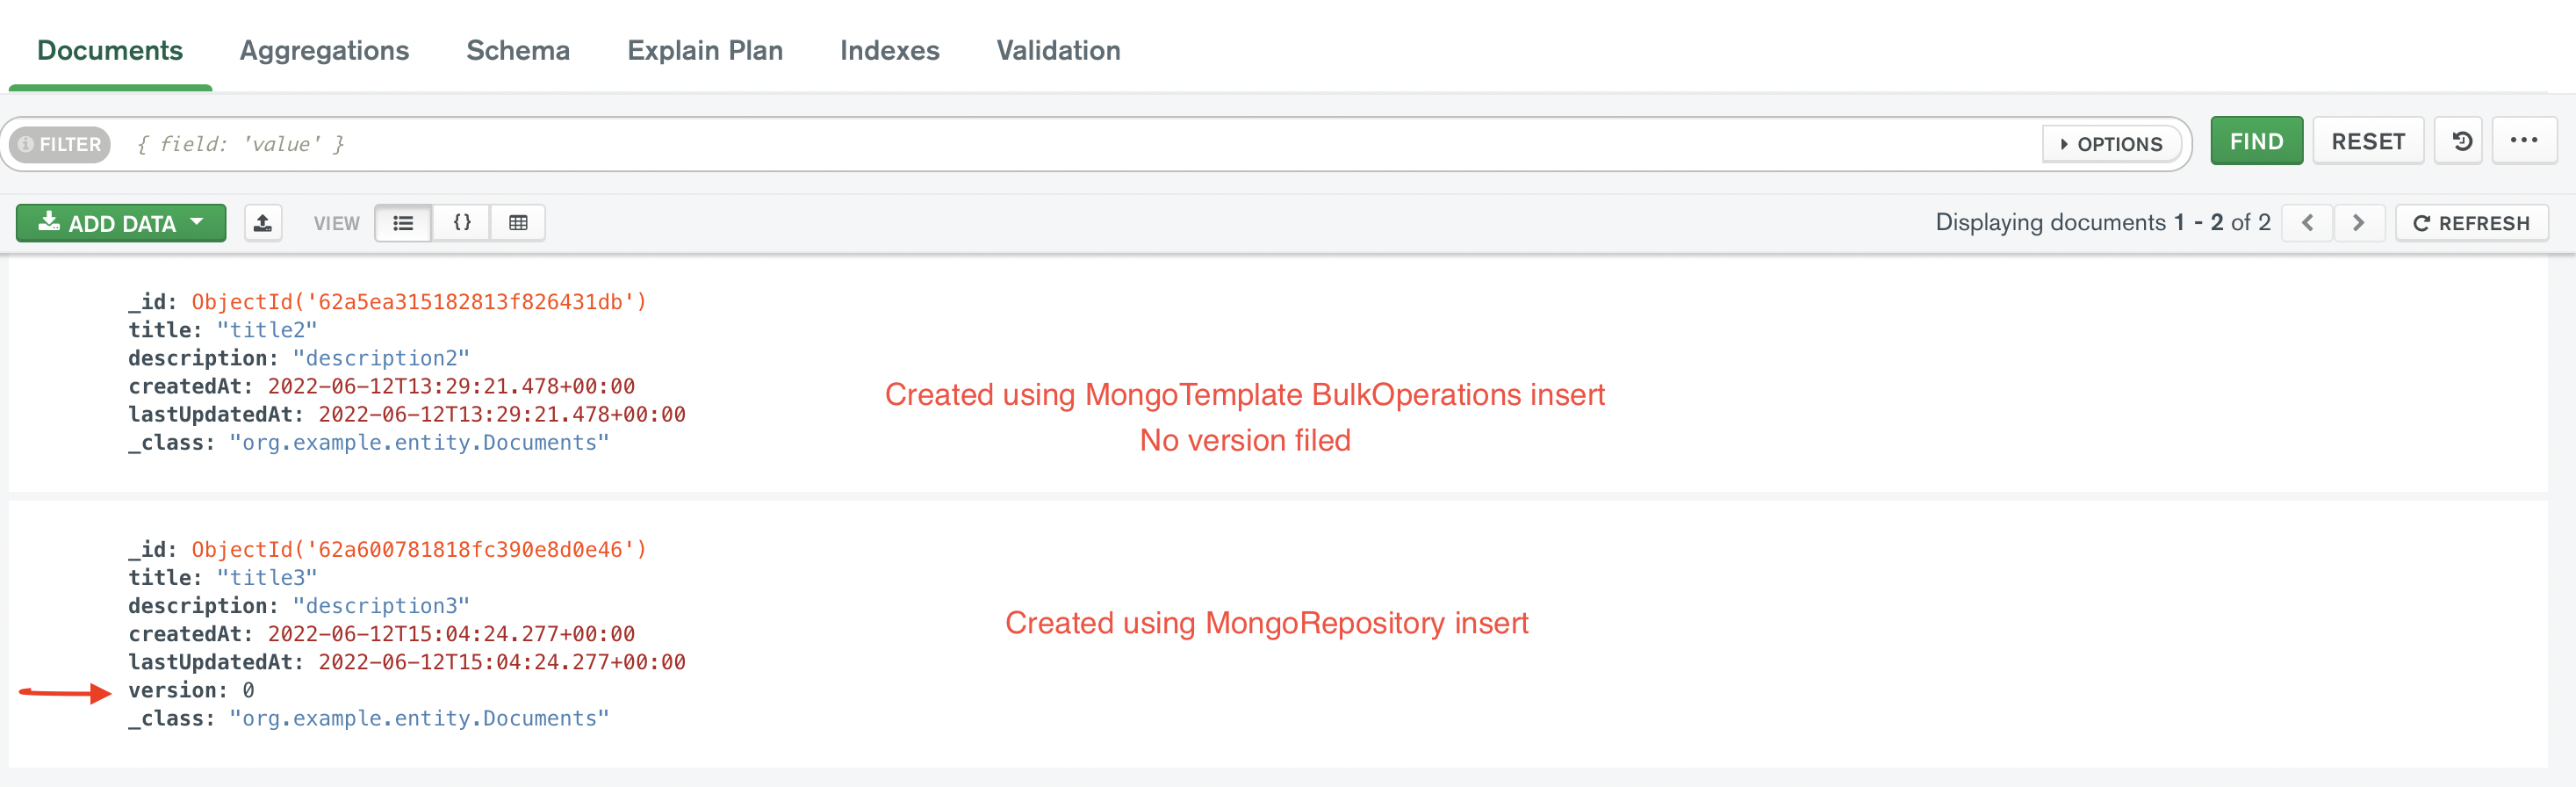 Documents Aggregations Schema Explain Plan Indexes Validation
FILTER { field: 'value' } OPTIONS FIND RESET
ADD DATA VIEW {} Displaying documents 1 - 2 of 2 REFRESH
_id: ObjectId('62a5ea315182813f826431db')
title: "title2"
description: "description2"
createdAt: 2022-06-12T13:29:21.478+00:00
lastUpdatedAt: 2022-06-12T13:29:21.478+00:00
_class: "org.example.entity.Documents"
Created using MongoTemplate BulkOperations insert
No version filed
_id: ObjectId('62a600781818fc390e8d0e46')
title: "title3"
description: "description3"
createdAt: 2022-06-12T15:04:24.277+00:00
lastUpdatedAt: 2022-06-12T15:04:24.277+00:00
version: 0
_class: "org.example.entity.Documents"
Created using MongoRepository insert